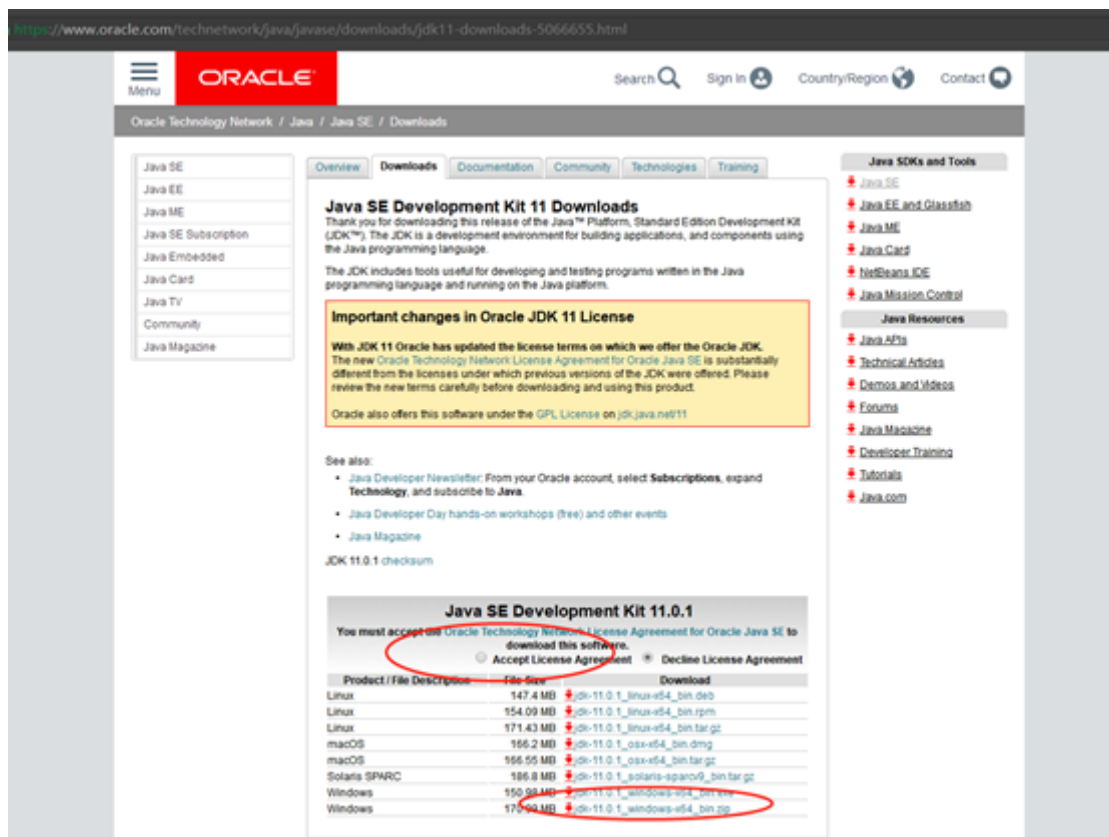 https://www.oracle.com/technetwork/java/javase/downloads/jdk11-downloads-5066655.html
Menu
ORACLE
Search
Sign In
Country/Region
Contact
Oracle Technology Network / Java / Java SE / Downloads
Java SE
Java EE
Java ME
Java SE Subscription
Java Embedded
Java Card
Java TV
Community
Java Magazine
Overview Downloads Documentation Community Technologies Training
Java SE Development Kit 11 Downloads
Thank you for downloading this release of the Java™ Platform, Standard Edition Development Kit
(JDK™). The JDK is a development environment for building applications, and components using
the Java programming language.
The JDK includes tools useful for developing and testing programs written in the Java
programming language and running on the Java platform.
Important changes in Oracle JDK 11 License
With JDK 11 Oracle has updated the license terms on which we offer the Oracle JDK.
The new Oracle Technology Network License Agreement for Oracle Java SE is substantially
different from the licenses under which previous versions of the JDK were offered. Please
review the new terms carefully before downloading and using this product.
Oracle also offers this software under the GPL License on jdk.java.net/11
See also:
• Java Developer Newsletter: From your Oracle account, select Subscriptions, expand
Technology, and subscribe to Java.
• Java Developer Day hands-on workshops (free) and other events
• Java Magazine
JDK 11.0.1 checksum
Java SE Development Kit 11.0.1
You must accept the Oracle Technology Network License Agreement for Oracle Java SE to
download this software.
Accept License Agreement Decline License Agreement
Product / File Description File Size Download
Linux 147.4 MB jdk-11.0.1_linux-x64_bin.deb
Linux 154.09 MB jdk-11.0.1_linux-x64_bin.rpm
Linux 171.43 MB jdk-11.0.1_linux-x64_bin.tar.gz
macOS 166.2 MB jdk-11.0.1_osx-x64_bin.dmg
macOS 166.55 MB jdk-11.0.1_osx-x64_bin.tar.gz
Solaris SPARC 186.8 MB jdk-11.0.1_solaris-sparcv9_bin.tar.gz
Windows 150.98 MB jdk-11.0.1_windows-x64_bin.exe
Windows 170.99 MB jdk-11.0.1_windows-x64_bin.zip
Java SDKs and Tools
Java SE
Java EE and Glassfish
Java ME
Java Card
NetBeans IDE
Java Mission Control
Java Resources
Java APIs
Technical Articles
Demos and Videos
Forums
Java Magazine
Developer Training
Tutorials
Java.com